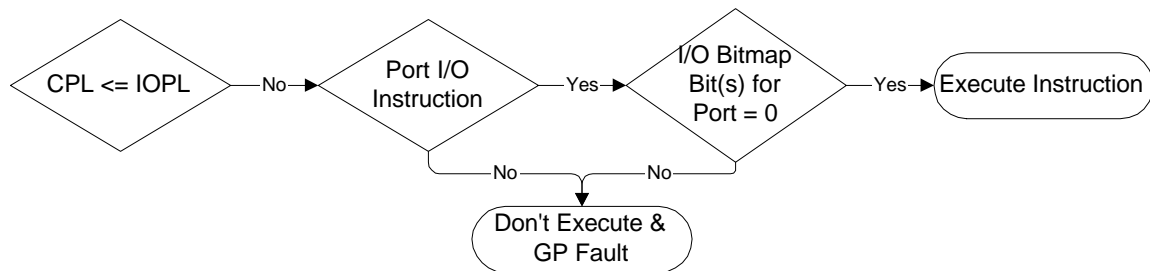 CPL <= IOPL
No
Port I/O
Instruction
Yes
I/O Bitmap
Bit(s) for
Port = 0
Yes
Execute Instruction
No
No
Don't Execute &
GP Fault